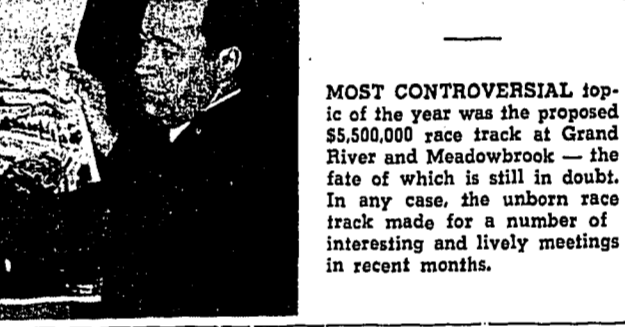 MOST CONTROVERSIAL top-
ic of the year was the proposed
$5,500,000 race track at Grand
River and Meadowbrook — the
fate of which is still in doubt.
In any case, the unborn race
track made for a number of
interesting and lively meetings
in recent months.